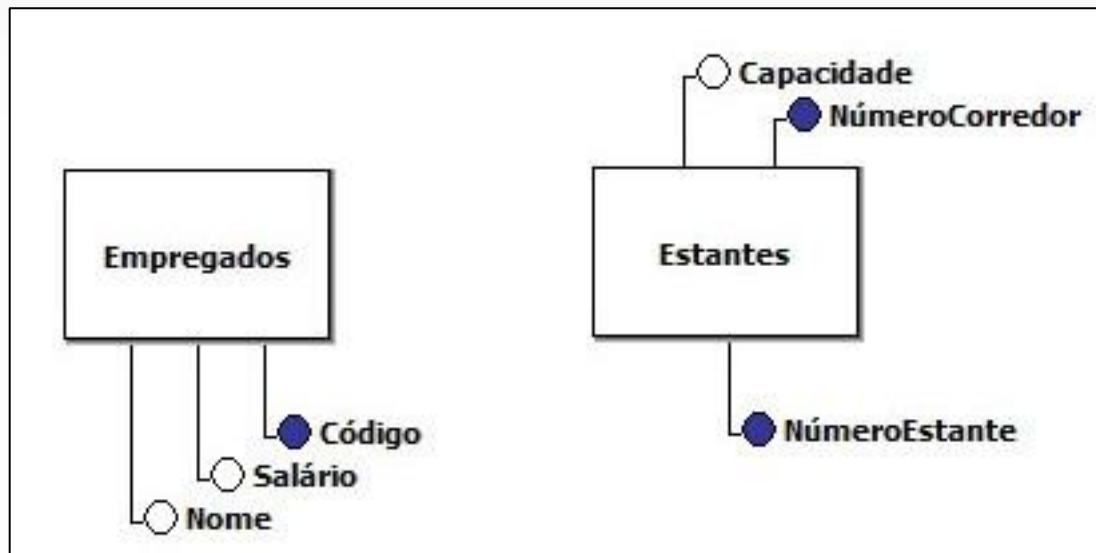 Capacidade
NúmeroCorredor
Empregados
Estantes
Código
NúmeroEstante
Salário
Nome